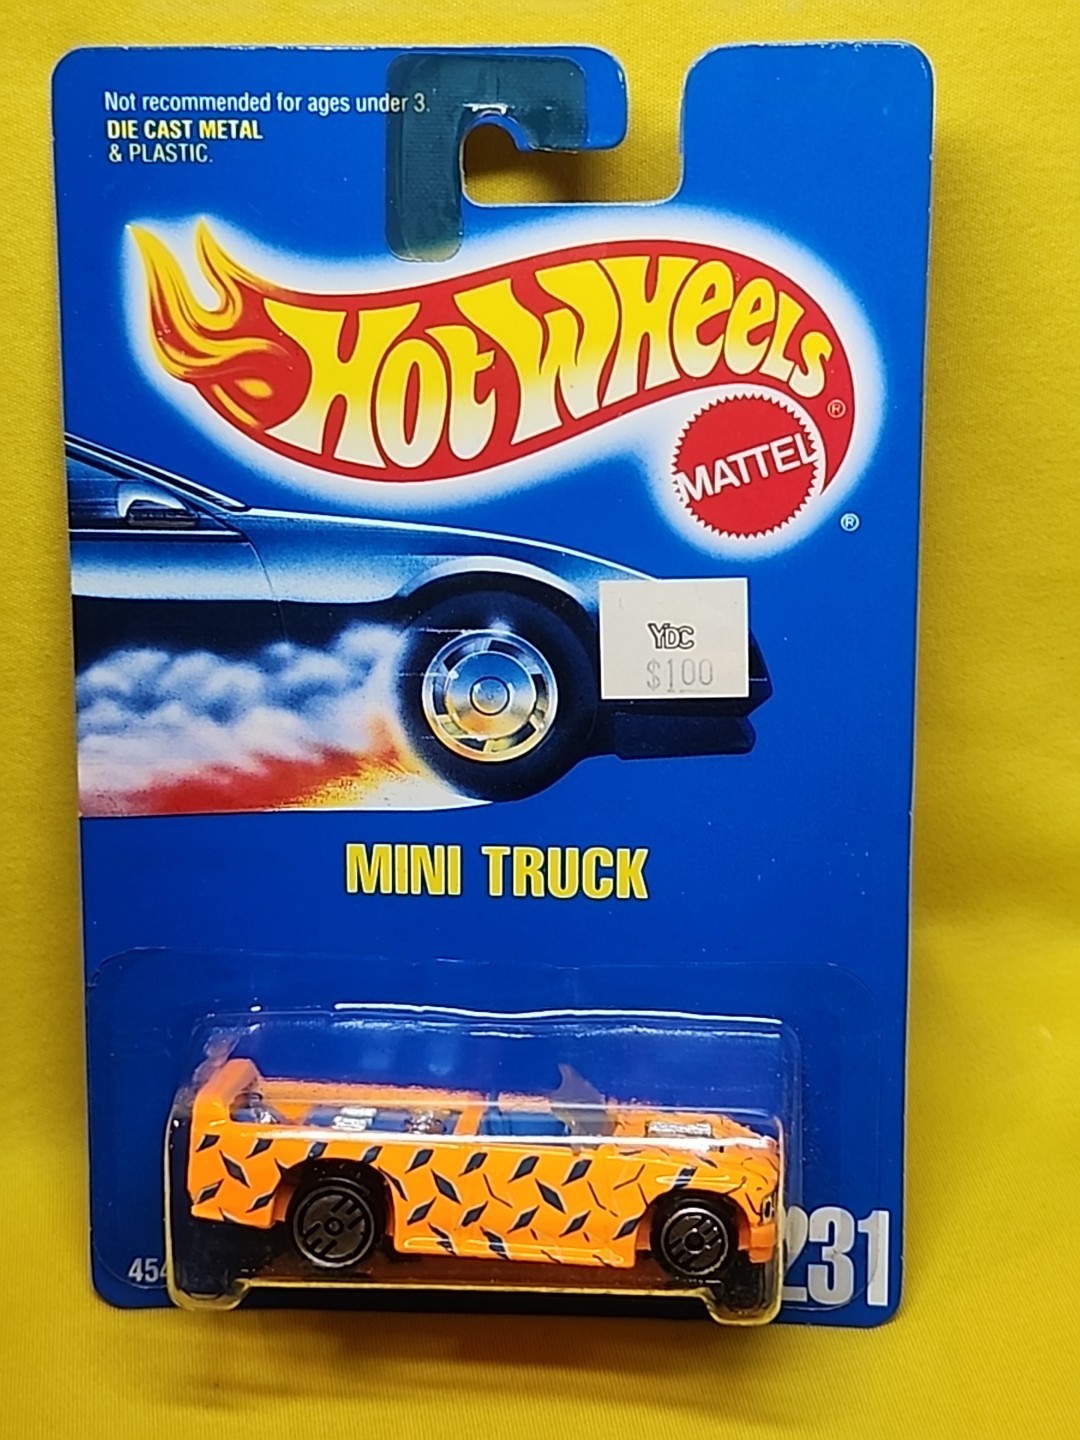 Not recommended for ages under 3.
DIE CAST METAL
& PLASTIC.
HOT WHEELS ®
MATTEL
®
YDC
$1.00
MINI TRUCK
454
231